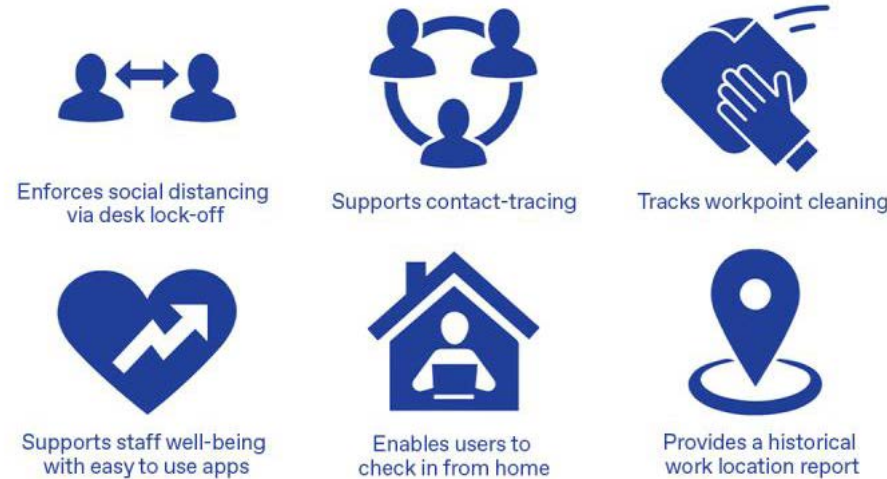 Enforces social distancing
via desk lock-off
Supports contact-tracing
Tracks workpoint cleaning
Supports staff well-being
with easy to use apps
Enables users to
check in from home
Provides a historical
work location report